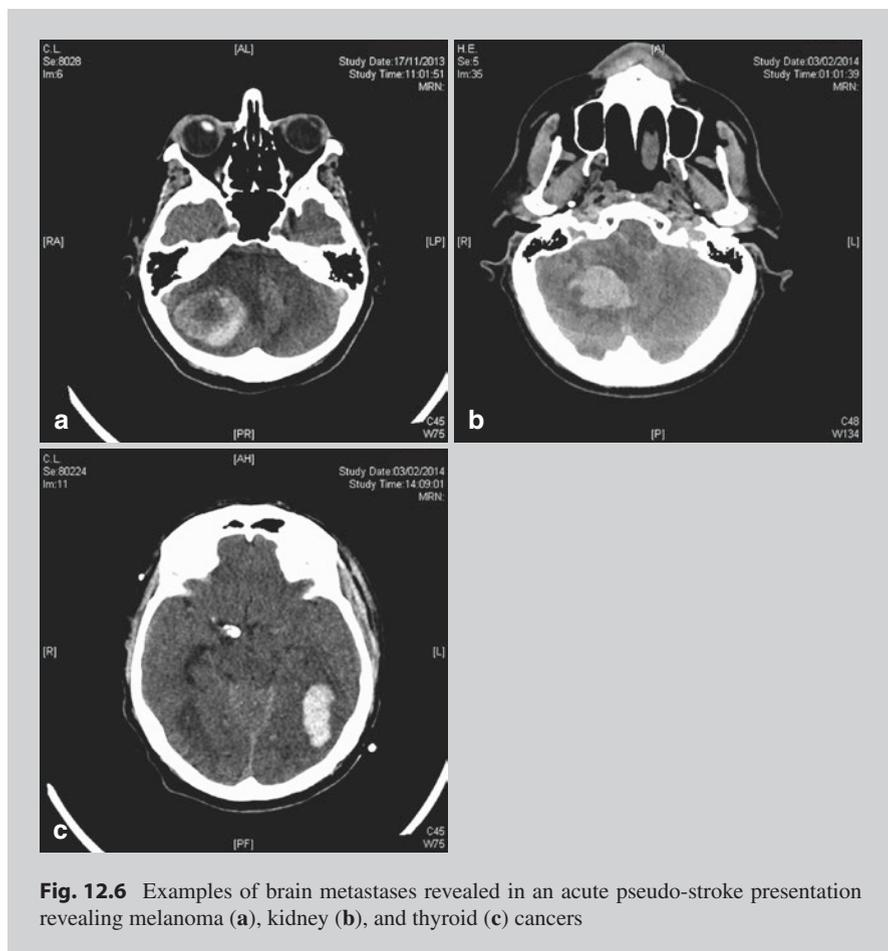 C.L.
Se:8028
Im:6
[AL]
Study Date:17/11/2013
Study Time:11:01:51
MRN:
[RA]
[LP]
a
[PR]
C45
W75
H.E.
Se:5
Im:35
[A]
Study Date:03/02/2014
Study Time:01:01:39
MRN:
[R]
[L]
b
[P]
C48
W134
C.L.
Se:80224
Im:11
[AH]
Study Date:03/02/2014
Study Time:14:09:01
MRN:
[R]
[L]
c
[PF]
C45
W75
Fig. 12.6 Examples of brain metastases revealed in an acute pseudo-stroke presentation
revealing melanoma (a), kidney (b), and thyroid (c) cancers